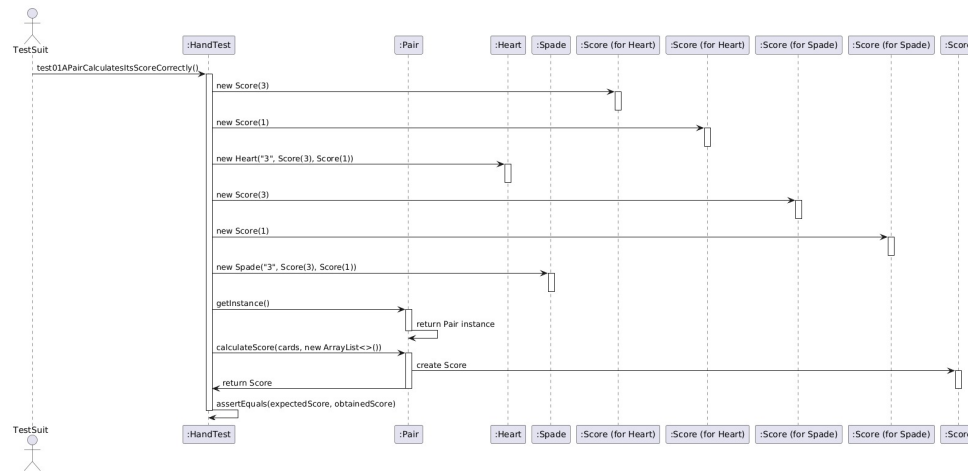 TestSuit
:HandTest
:Pair
:Heart
:Spade
:Score (for Heart)
:Score (for Heart)
:Score (for Spade)
:Score (for Spade)
:Score
test01APairCalculatesItsScoreCorrectly()
new Score(3)
new Score(1)
new Heart("3", Score(3), Score(1))
new Score(3)
new Score(1)
new Spade("3", Score(3), Score(1))
getInstance()
return Pair instance
calculateScore(cards, new ArrayList<>())
create Score
return Score
assertEquals(expectedScore, obtainedScore)
TestSuit
:HandTest
:Pair
:Heart
:Spade
:Score (for Heart)
:Score (for Heart)
:Score (for Spade)
:Score (for Spade)
:Score